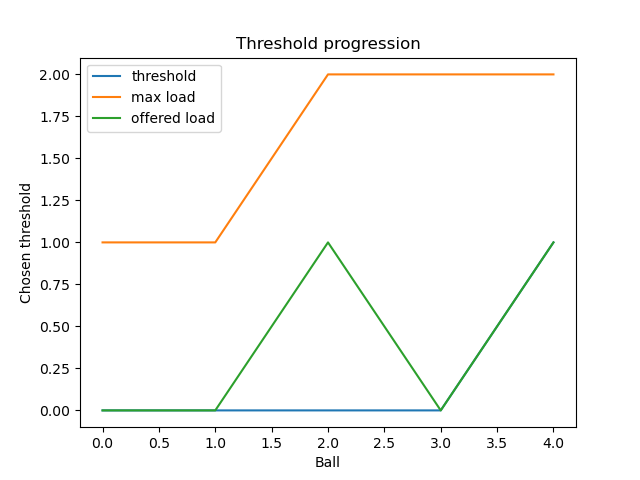 Threshold progression
threshold
max load
offered load
Chosen threshold
2.00
1.75
1.50
1.25
1.00
0.75
0.50
0.25
0.00
0.0 0.5 1.0 1.5 2.0 2.5 3.0 3.5 4.0
Ball